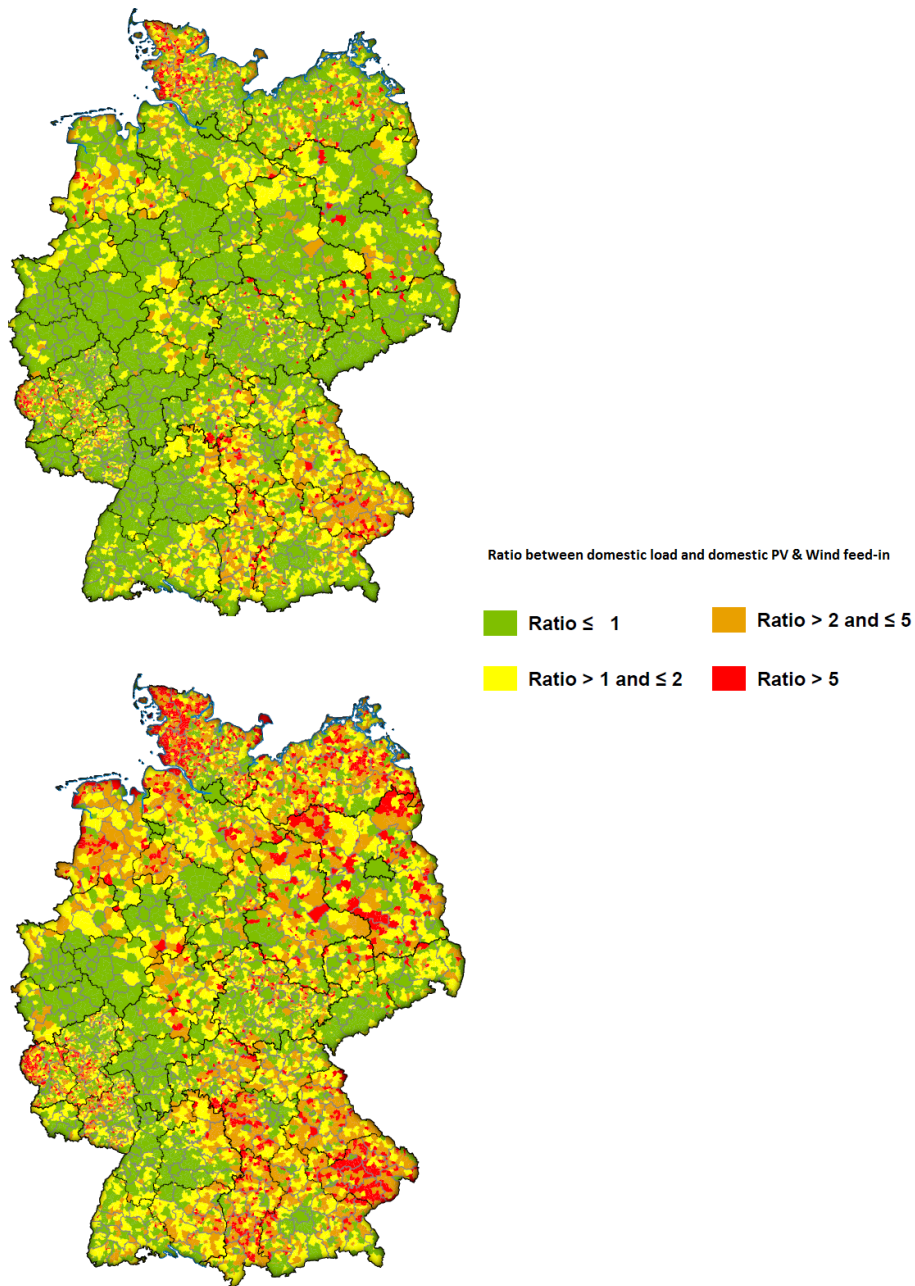 Ratio between domestic load and domestic PV & Wind feed-in
Ratio ≤ 1
Ratio > 2 and ≤ 5
Ratio > 1 and ≤ 2
Ratio > 5